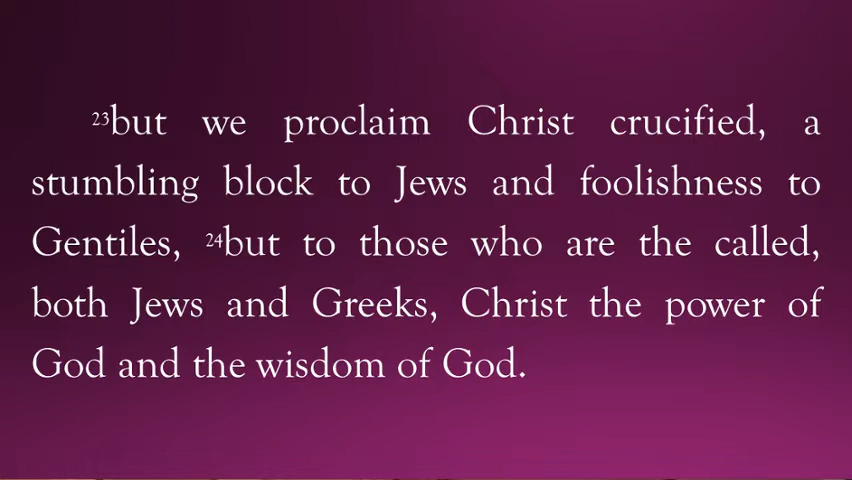 23but we proclaim Christ crucified, a
stumbling block to Jews and foolishness to
Gentiles, 24but to those who are the called,
both Jews and Greeks, Christ the power of
God and the wisdom of God.